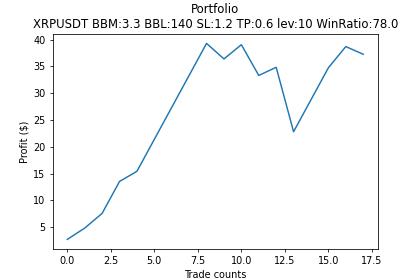 Portfolio
XRPUSDT BBM:3.3 BBL:140 SL:1.2 TP:0.6 lev:10 WinRatio:78.0
40
35
30
25
20
15
10
5
Profit ($)
0.0 2.5 5.0 7.5 10.0 12.5 15.0 17.5
Trade counts